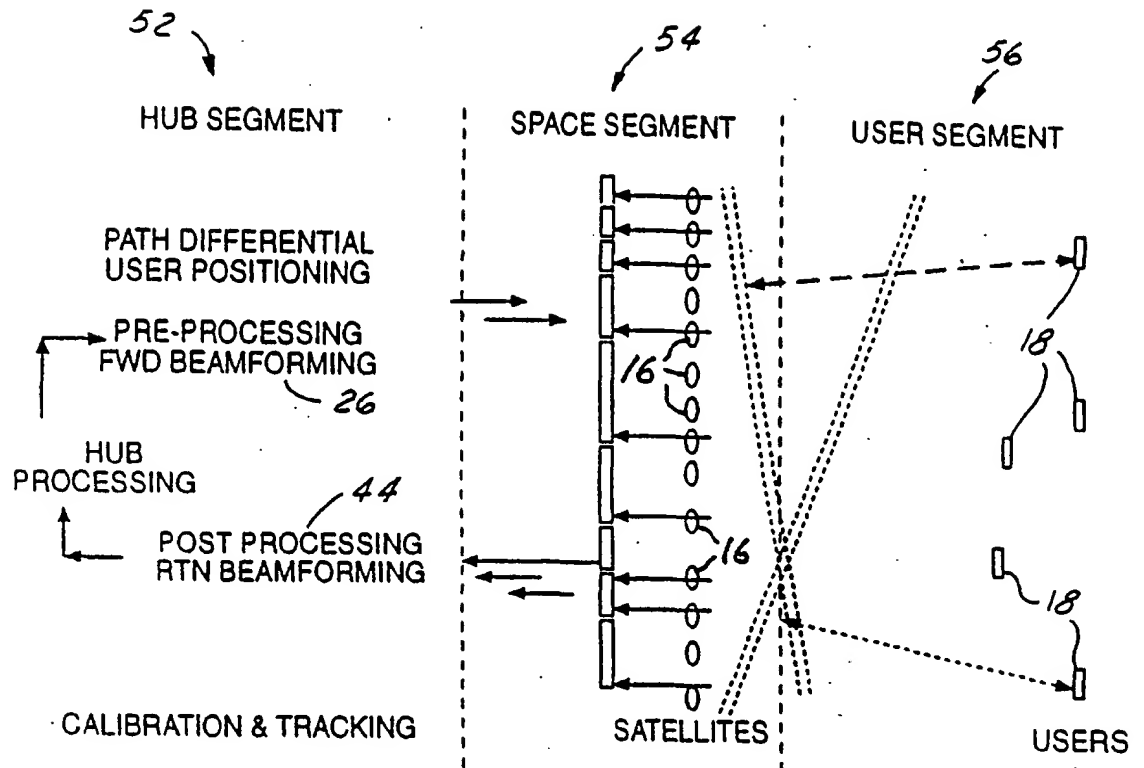 52
54
56
HUB SEGMENT
SPACE SEGMENT
USER SEGMENT
PATH DIFFERENTIAL
USER POSITIONING
PRE-PROCESSING
FWD BEAMFORMING
26
16
18
HUB
PROCESSING
44
POST PROCESSING
RTN BEAMFORMING
16
18
CALIBRATION & TRACKING
SATELLITES
USERS